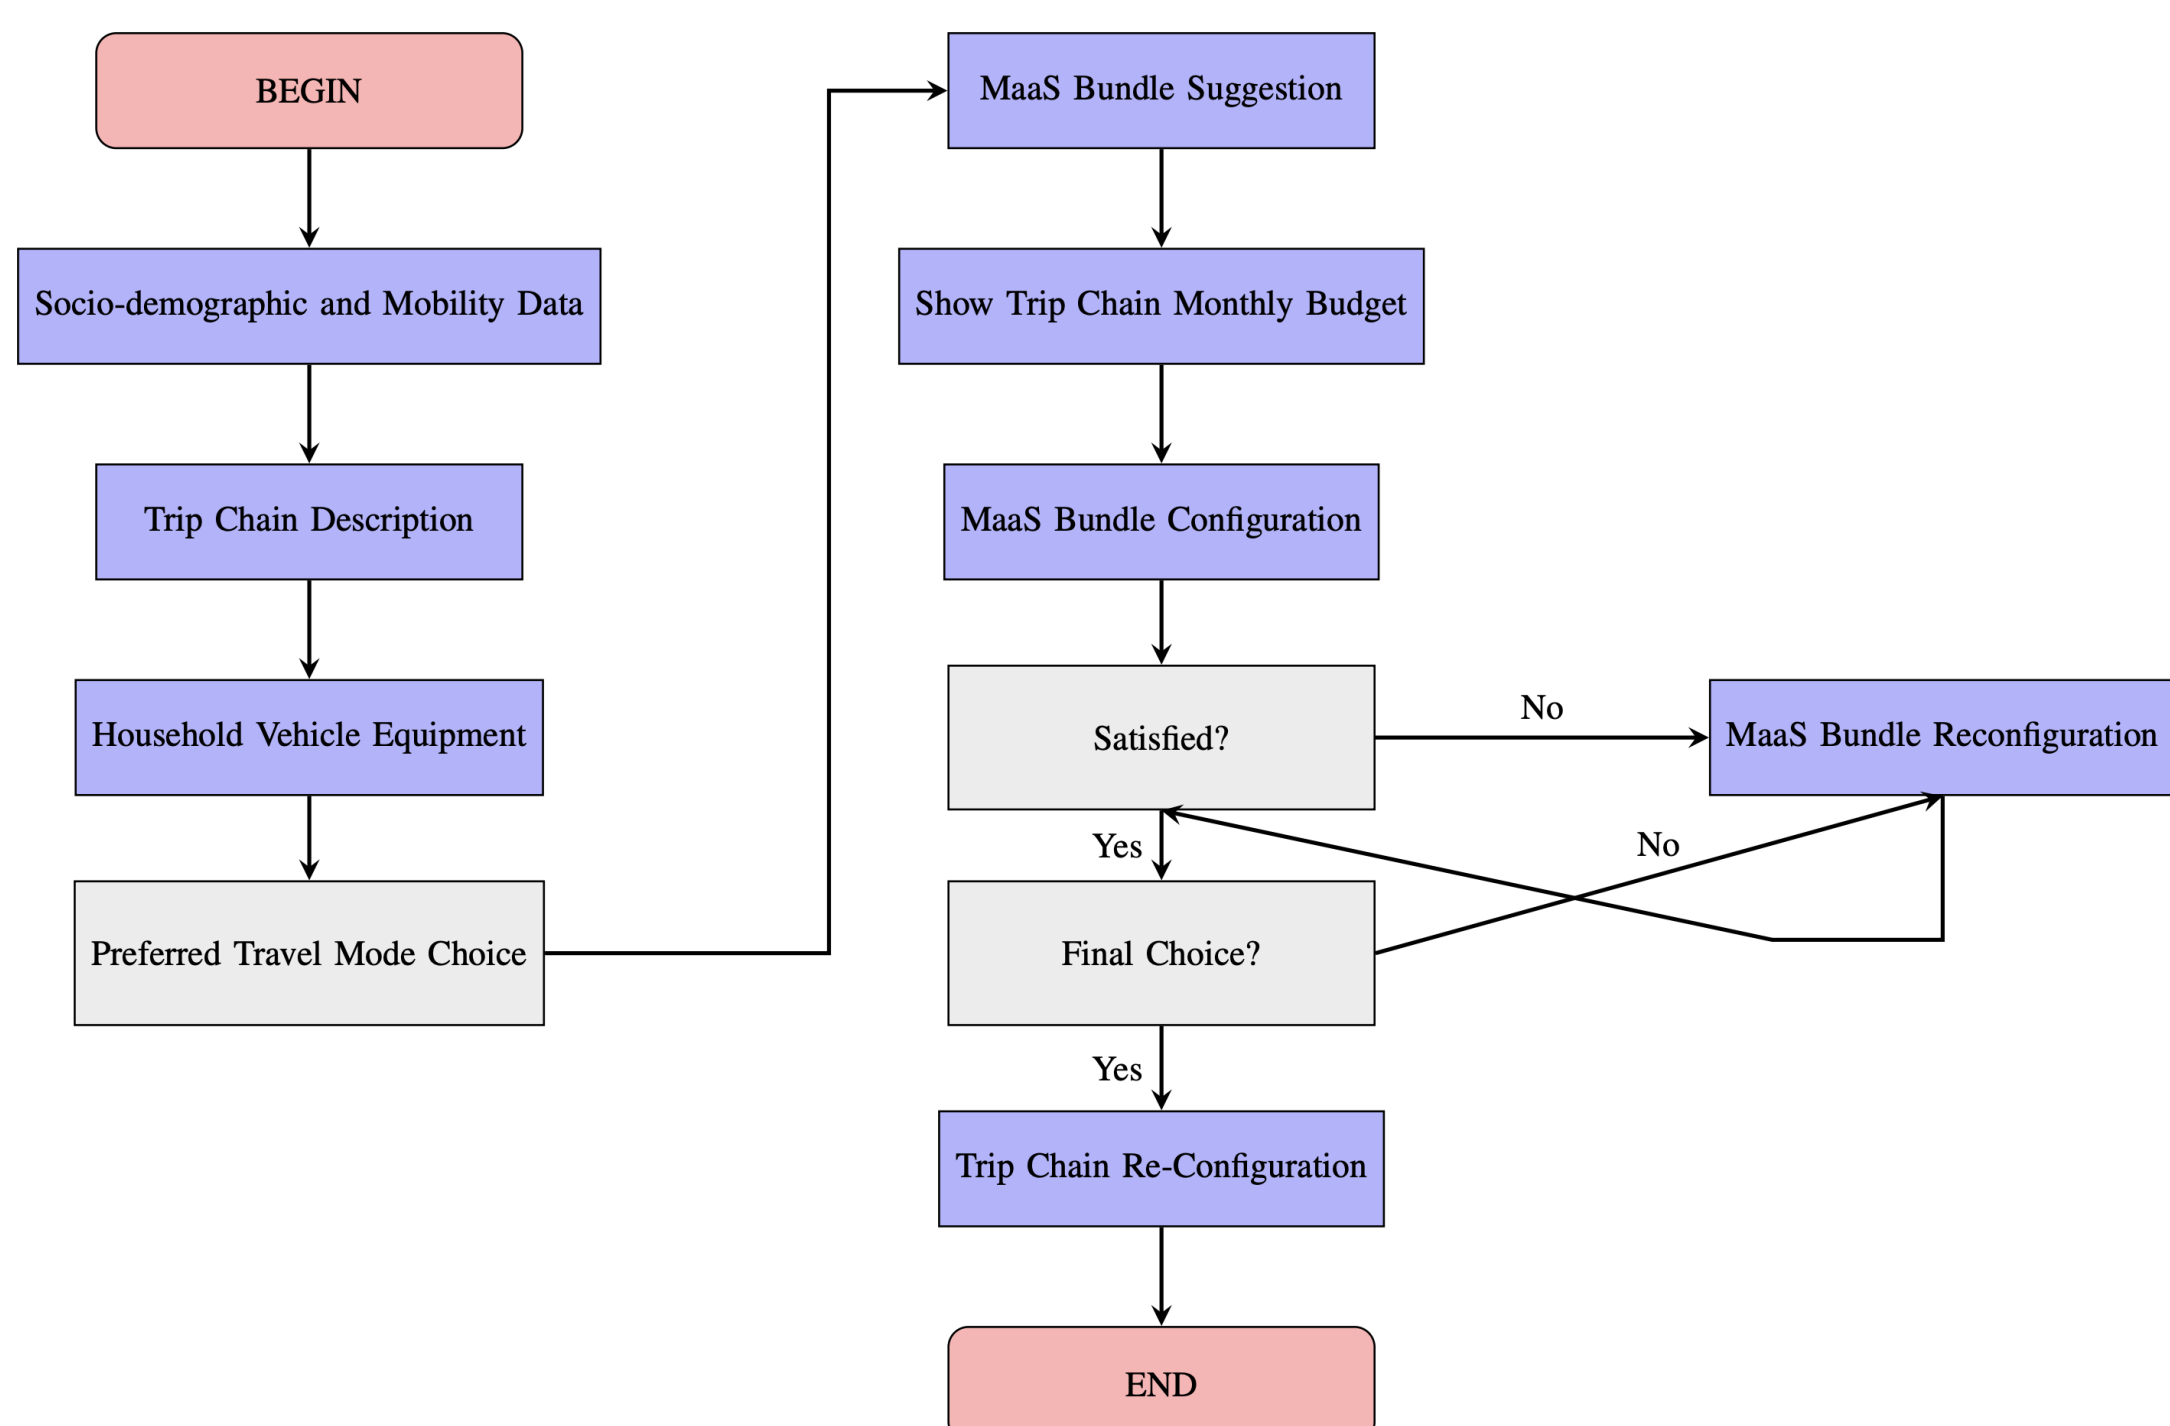 BEGIN
Socio-demographic and Mobility Data
Trip Chain Description
Household Vehicle Equipment
Preferred Travel Mode Choice
MaaS Bundle Suggestion
Show Trip Chain Monthly Budget
MaaS Bundle Configuration
Satisfied?
No
MaaS Bundle Reconfiguration
Yes
No
Final Choice?
Yes
Trip Chain Re-Configuration
END